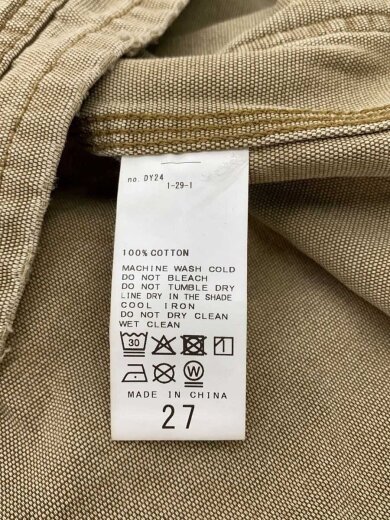 no. DY24
1-29-1
100% COTTON
MACHINE WASH COLD
DO NOT BLEACH
DO NOT TUMBLE DRY
LINE DRY IN THE SHADE
COOL IRON
DO NOT DRY CLEAN
WET CLEAN
30
W
MADE IN CHINA
27